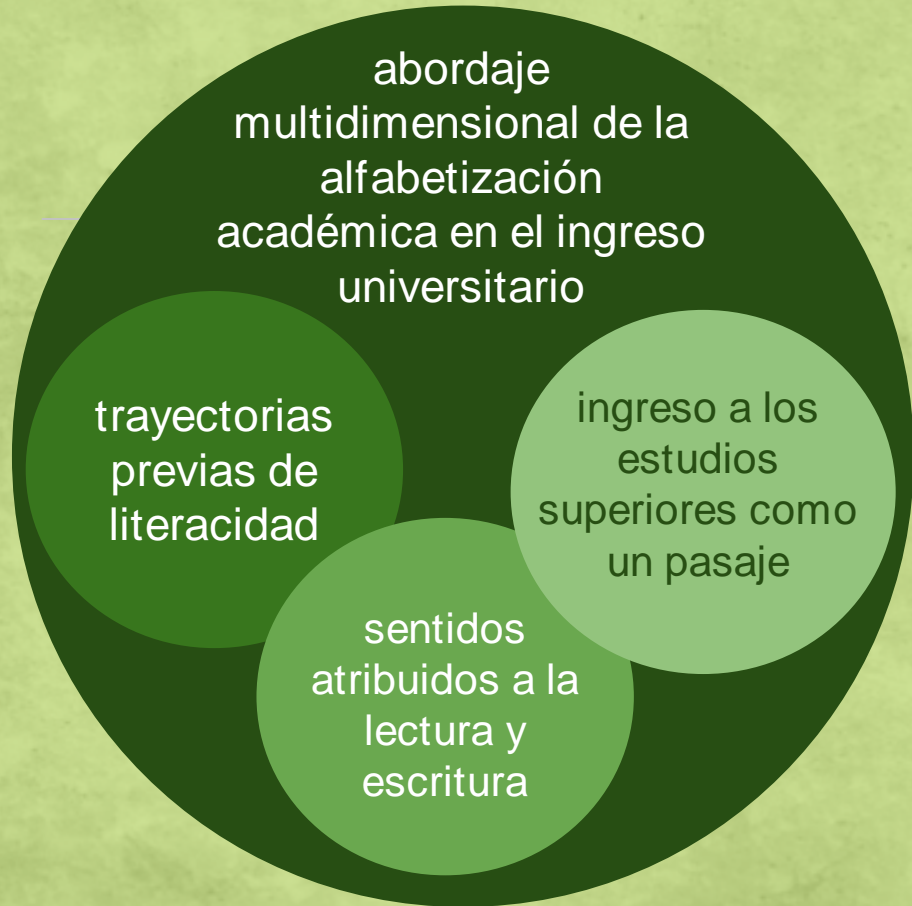 abordaje
multidimensional de la
alfabetización
académica en el ingreso
universitario
trayectorias
previas de
literacidad
ingreso a los
estudios
superiores como
un pasaje
sentidos
atribuidos a la
lectura y
escritura